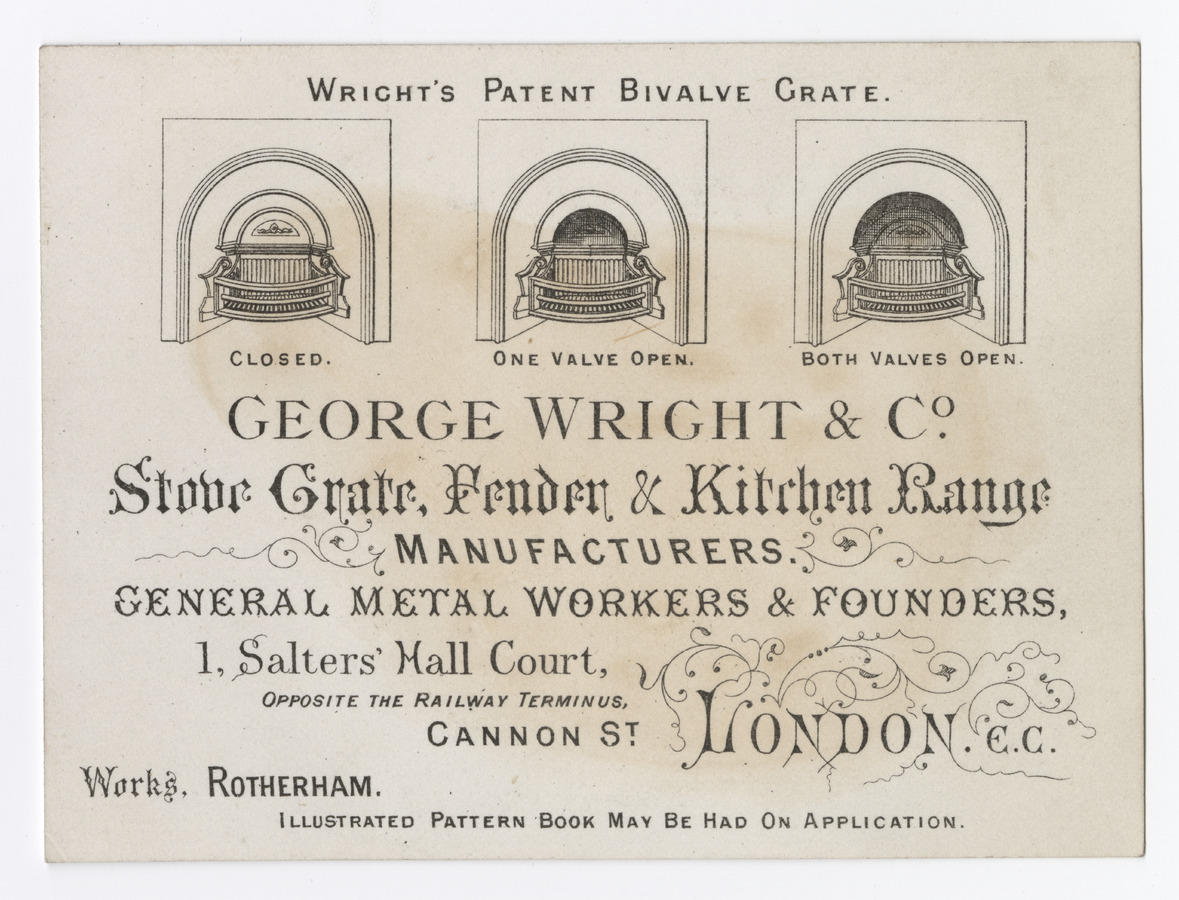 Wright's Patent Bivalve Grate.
Closed. One Valve Open. Both Valves Open.
GEORGE WRIGHT & Cº.
Stove Grate, Fender & Kitchen Range
MANUFACTURERS.
GENERAL METAL WORKERS & FOUNDERS,
1, Salters' Hall Court,
Opposite the Railway Terminus,
CANNON ST LONDON. E.C.
Works, ROTHERHAM.
Illustrated Pattern Book May Be Had On Application.